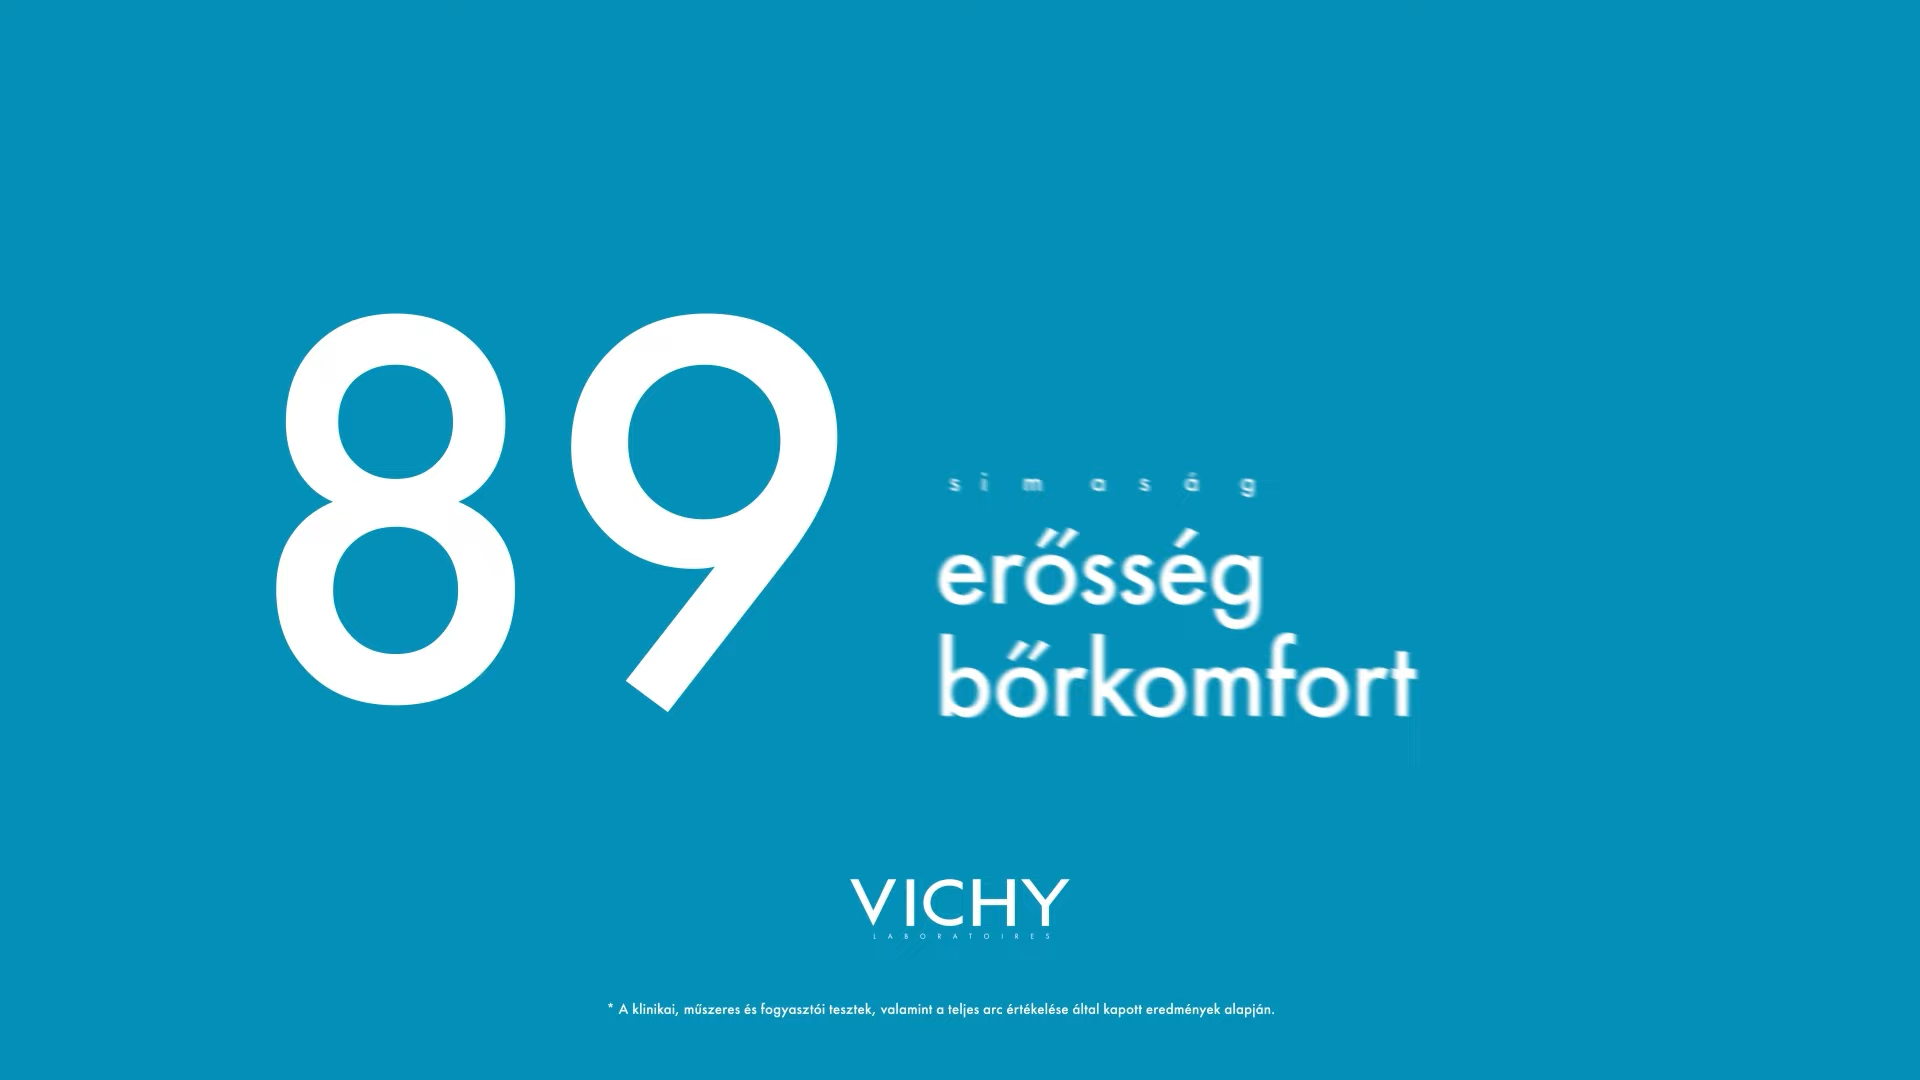 89
simaság
erősség
bőrkomfort
VICHY
LABORATOIRES
* A klinikai, műszeres és fogyasztói tesztek, valamint a teljes arc értékelése által kapott eredmények alapján.